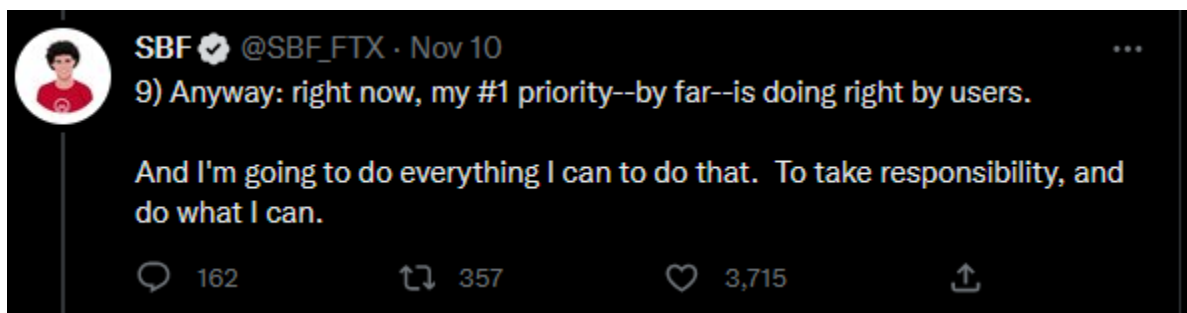 SBF @SBF_FTX · Nov 10
9) Anyway: right now, my #1 priority--by far--is doing right by users.
And I'm going to do everything I can to do that.  To take responsibility, and
do what I can.
162 357 3,715